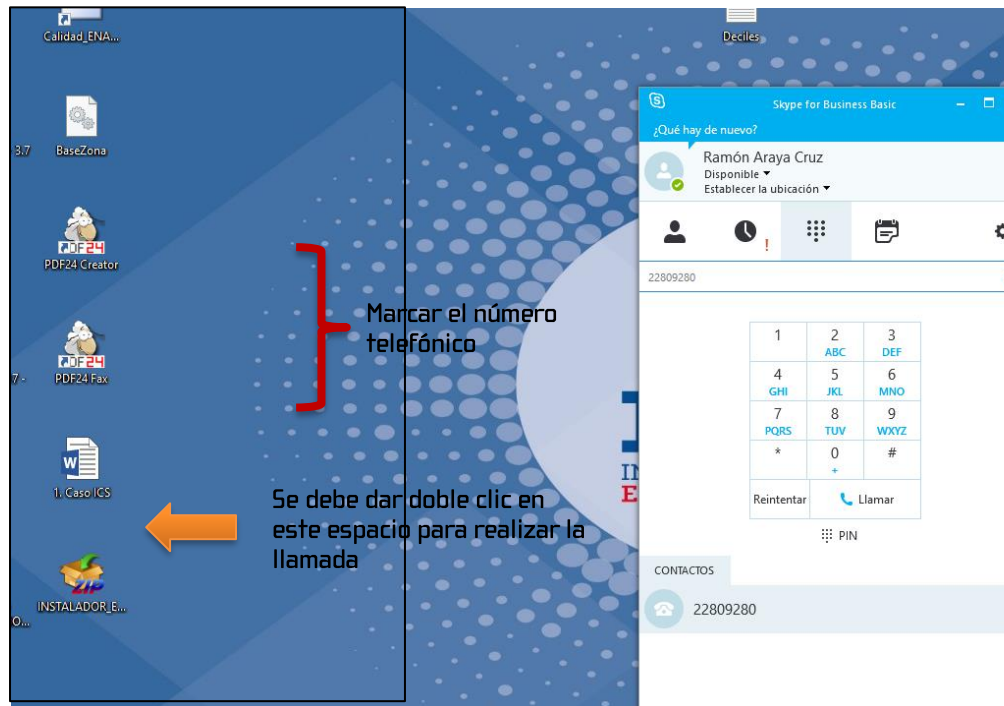 Calidad_ENA...
Deciles
3.7
BaseZona
PDF24 Creator
7 -
PDF24 Fax
1. Caso ICS
ZIP
INSTALADOR_E...
O...
Marcar el número
telefónico
Se debe dar doble clic en
este espacio para realizar la
llamada
I
IN
E
Skype for Business Basic
¿Qué hay de nuevo?
Ramón Araya Cruz
Disponible
Establecer la ubicación
22809280
1 2 3
ABC DEF
4 5 6
GHI JKL MNO
7 8 9
PQRS TUV WXYZ
* 0 #
+
Reintentar Llamar
PIN
CONTACTOS
22809280